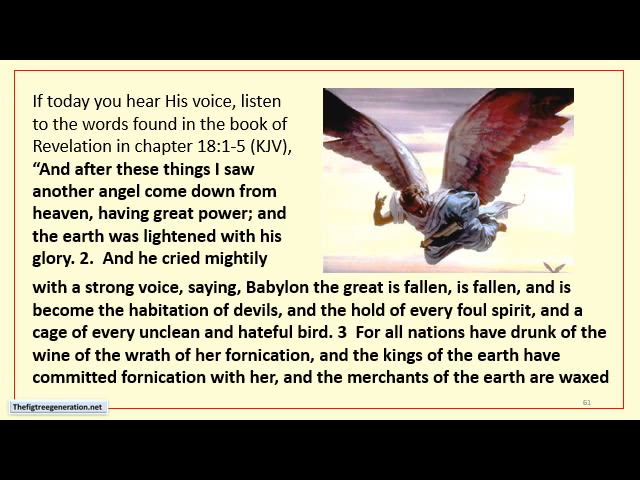 If today you hear His voice, listen
to the words found in the book of
Revelation in chapter 18:1-5 (KJV),
“And after these things I saw
another angel come down from
heaven, having great power; and
the earth was lightened with his
glory. 2.  And he cried mightily
with a strong voice, saying, Babylon the great is fallen, is fallen, and is
become the habitation of devils, and the hold of every foul spirit, and a
cage of every unclean and hateful bird. 3  For all nations have drunk of the
wine of the wrath of her fornication, and the kings of the earth have
committed fornication with her, and the merchants of the earth are waxed
61
Thefigtreegeneration.net